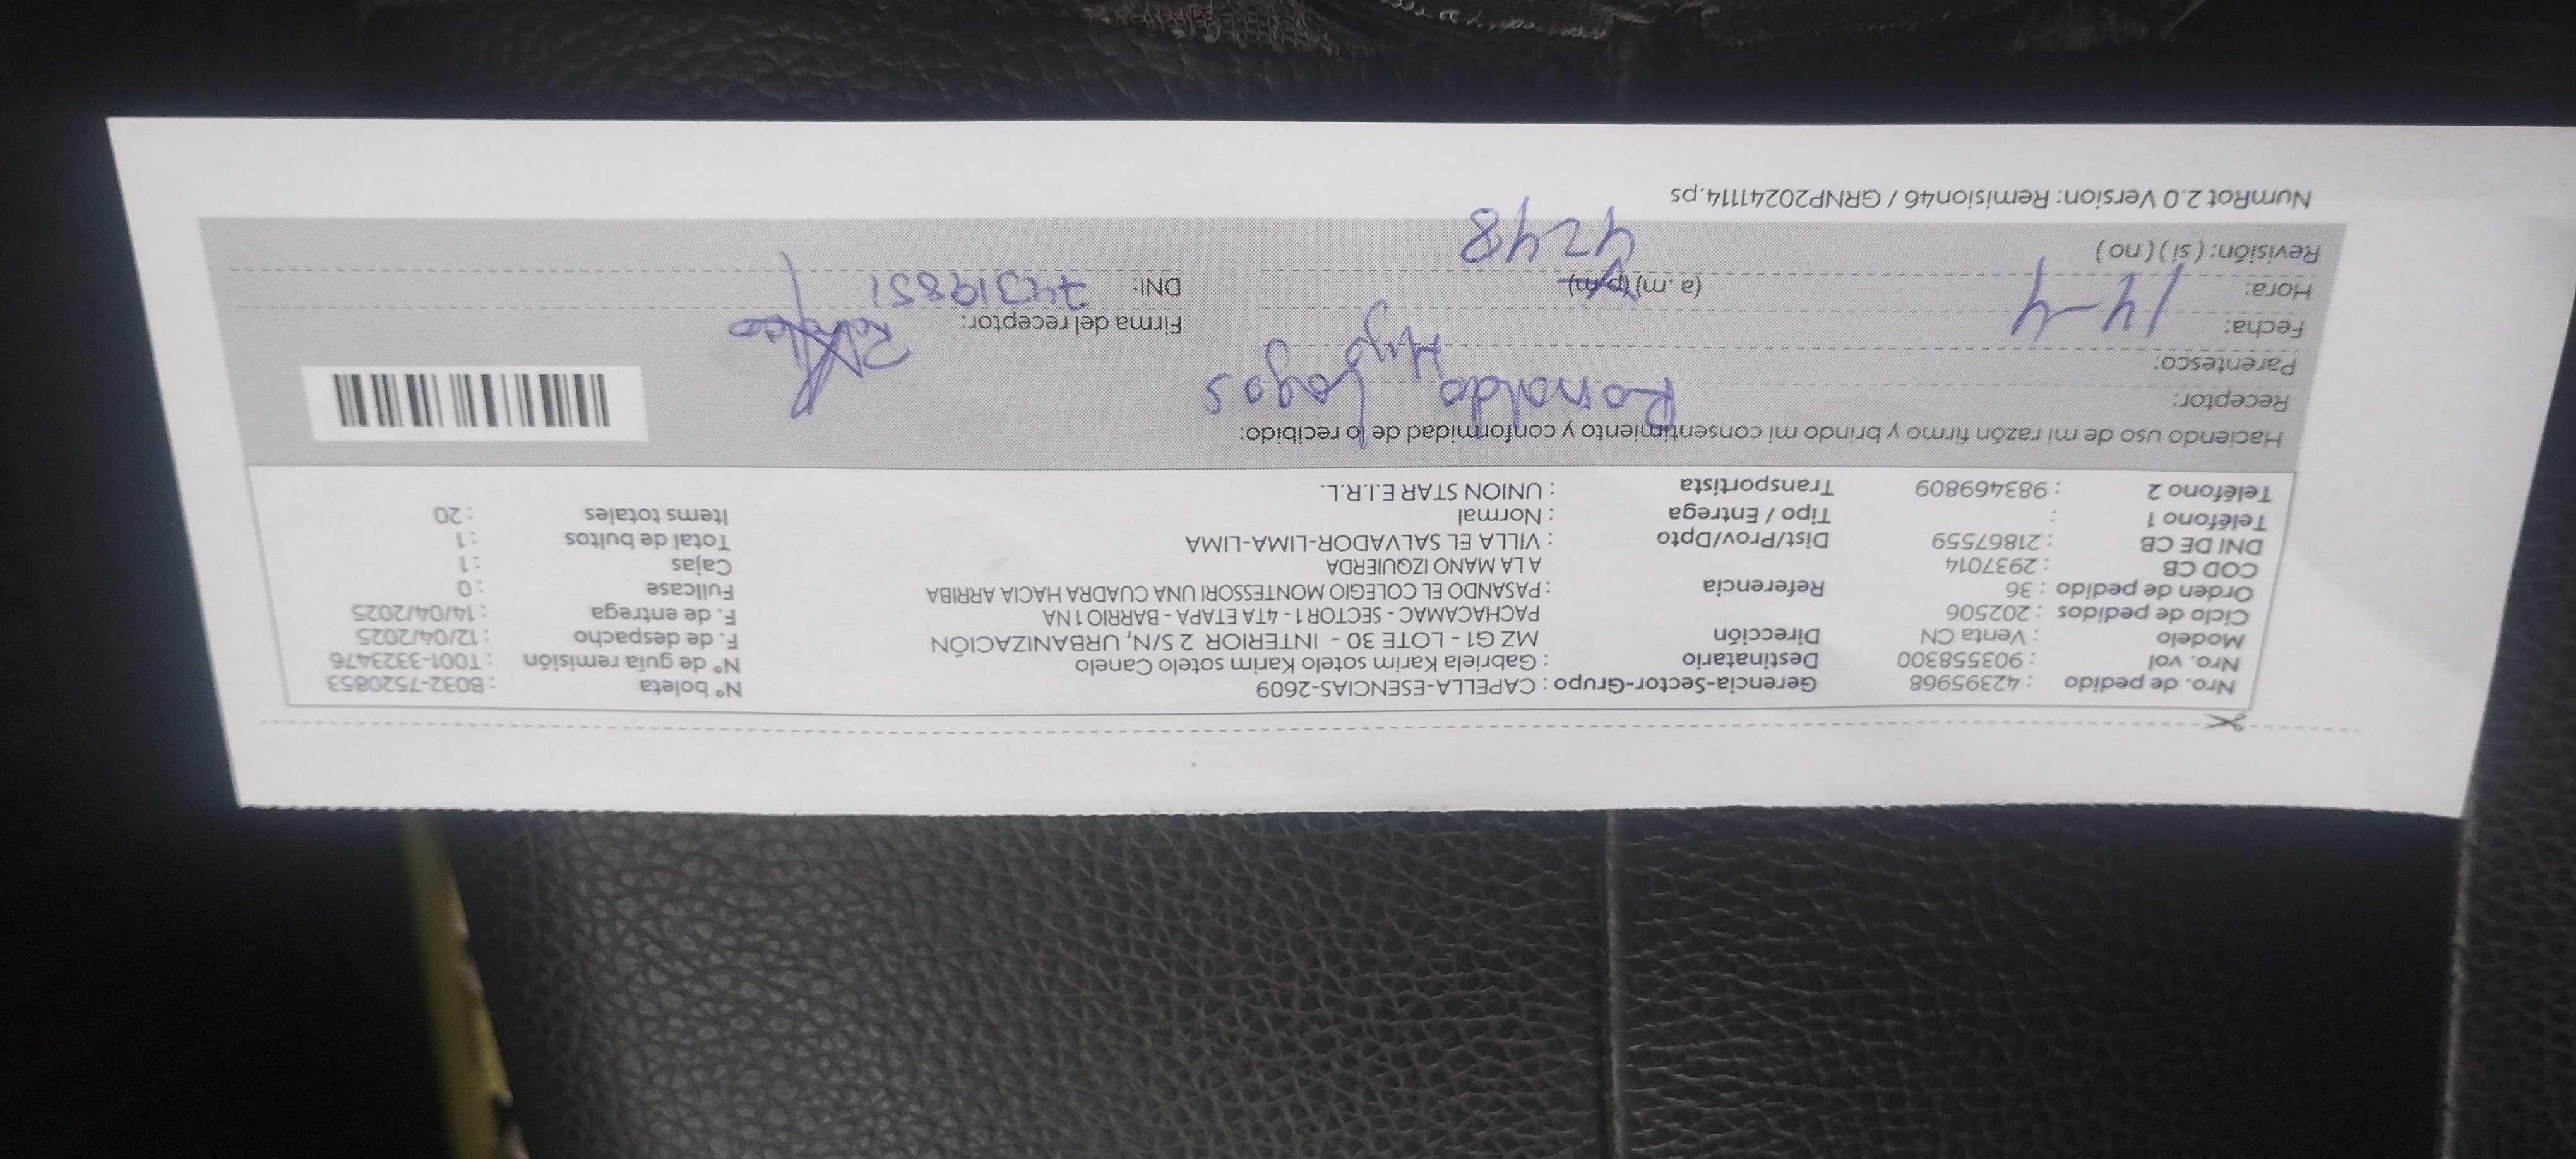 Nro. de pedido : 42395968 Gerencia-Sector-Grupo : CAPELLA-ESENCIAS-2609 N° boleta : B032-7520853
Nro. vol : 903558300 Destinatario : Gabriela Karim sotelo Karim sotelo Canelo N° de guía remisión : T001-3323476
Modelo : Venta CN Dirección MZ G1 - LOTE 30 - INTERIOR 2 S/N, URBANIZACIÓN F. de despacho : 12/04/2025
Ciclo de pedidos : 202506 PACHACAMAC - SECTOR 1 - 4TA ETAPA - BARRIO 1 NA F. de entrega : 14/04/2025
Orden de pedido : 36 Referencia : PASANDO EL COLEGIO MONTESSORI UNA CUADRA HACIA ARRIBA Fullcase : 0
COD CB : 2937014 A LA MANO IZQUIERDA Cajas : 1
DNI DE CB : 21867559 Dist/Prov/Dpto : VILLA EL SALVADOR-LIMA-LIMA Total de bultos : 1
Teléfono 1 : Tipo / Entrega : Normal Items totales : 20
Teléfono 2 : 983469809 Transportista : UNION STAR E.I.R.L.
Haciendo uso de mi razón firmo y brindo mi consentimiento y conformidad de lo recibido:
Receptor: Ronaldo Lagos
Parentesco: Hijo
Fecha: 14-4 Firma del receptor:
Hora: (a.m) (p.m) DNI: 74319851
Revisión: ( si ) ( no ) 4248
NumRot 2.0 Version: Remision46 / GRNP20241114.ps